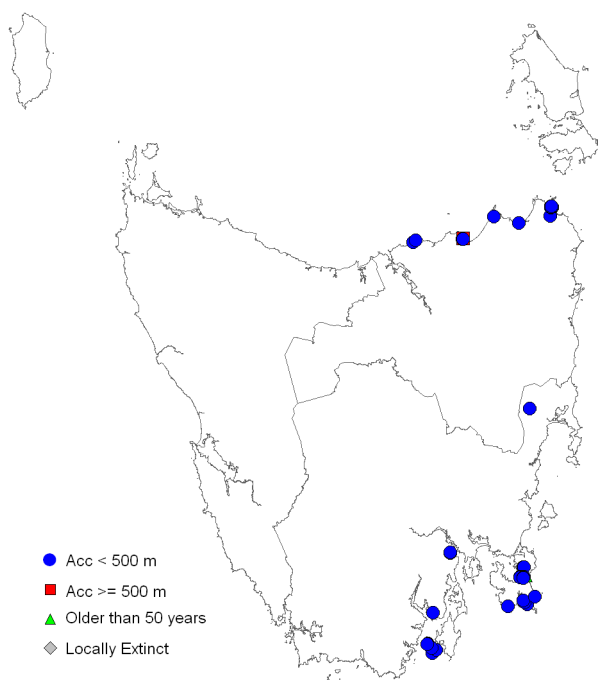 Acc < 500 m
Acc >= 500 m
Older than 50 years
Locally Extinct